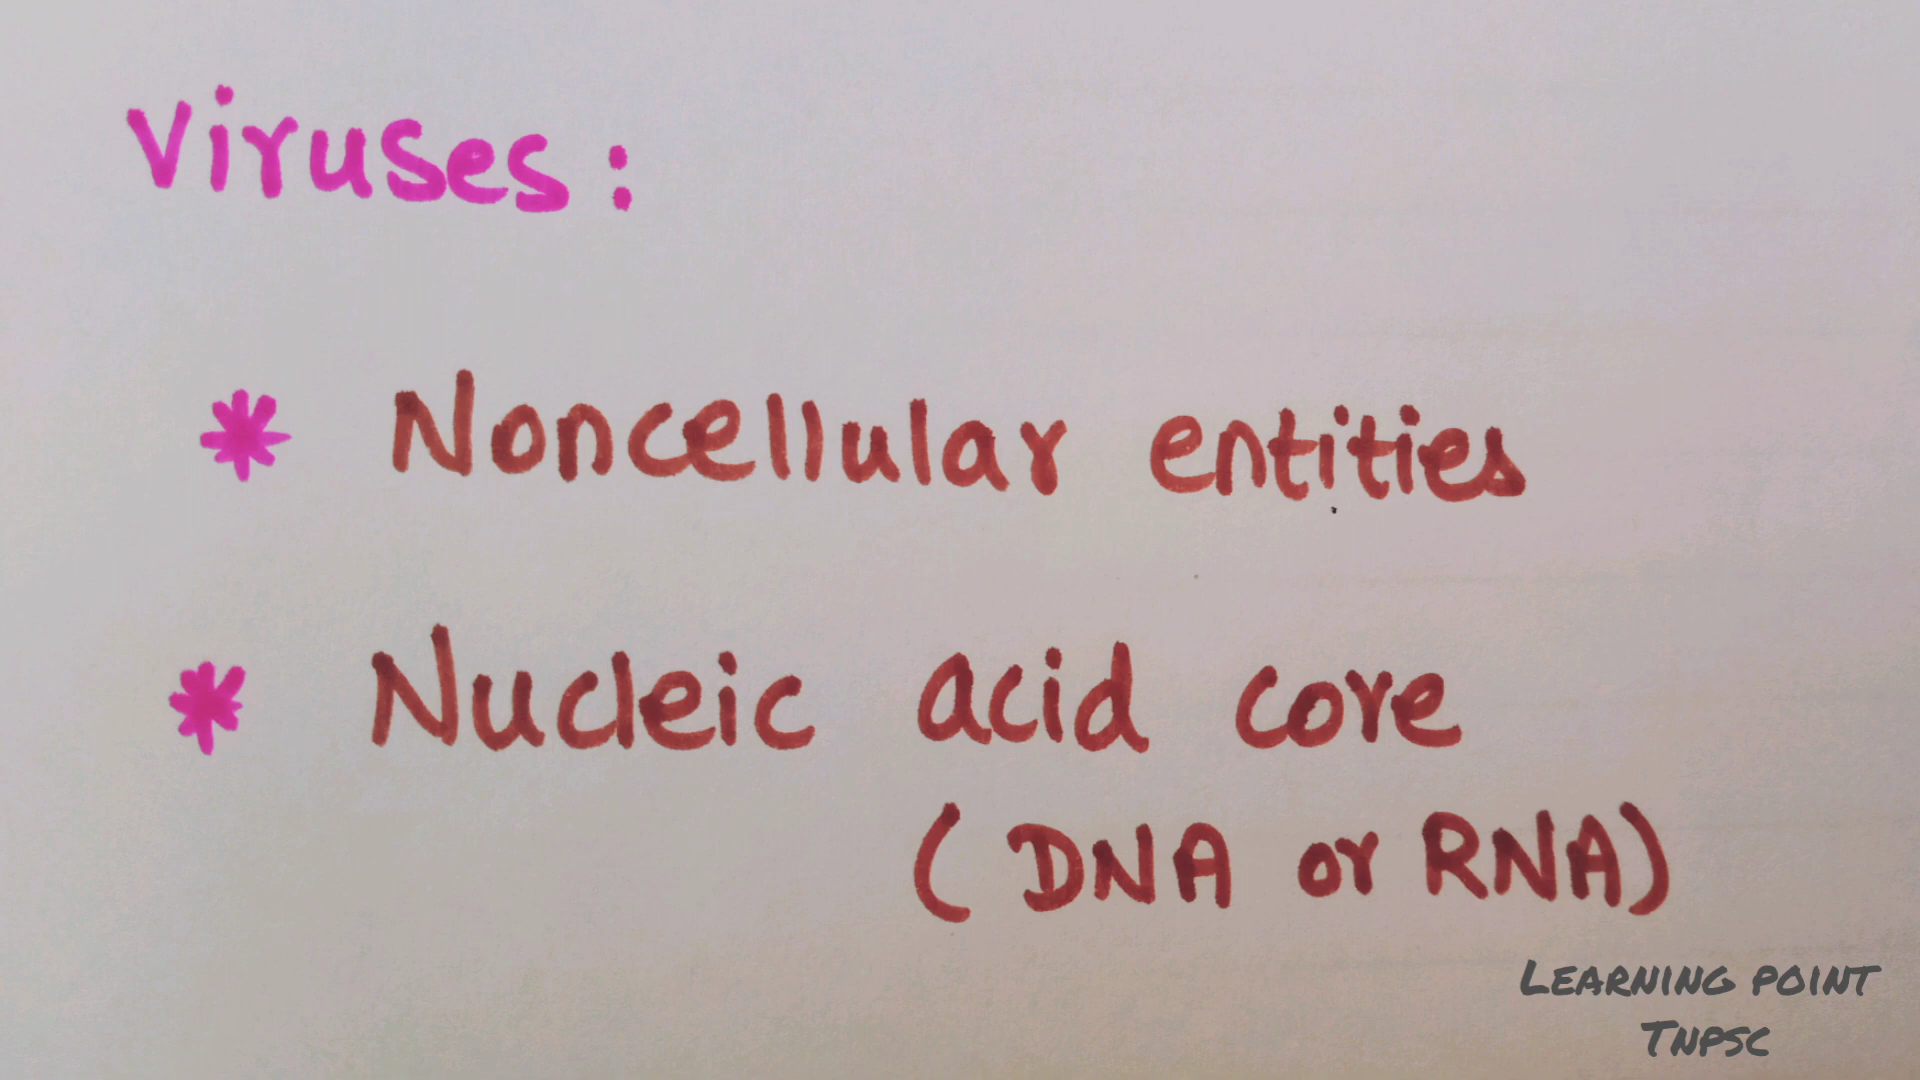 Viruses:
* Noncellular entities
* Nucleic acid core
(DNA or RNA)
LEARNING POINT
TNPSC